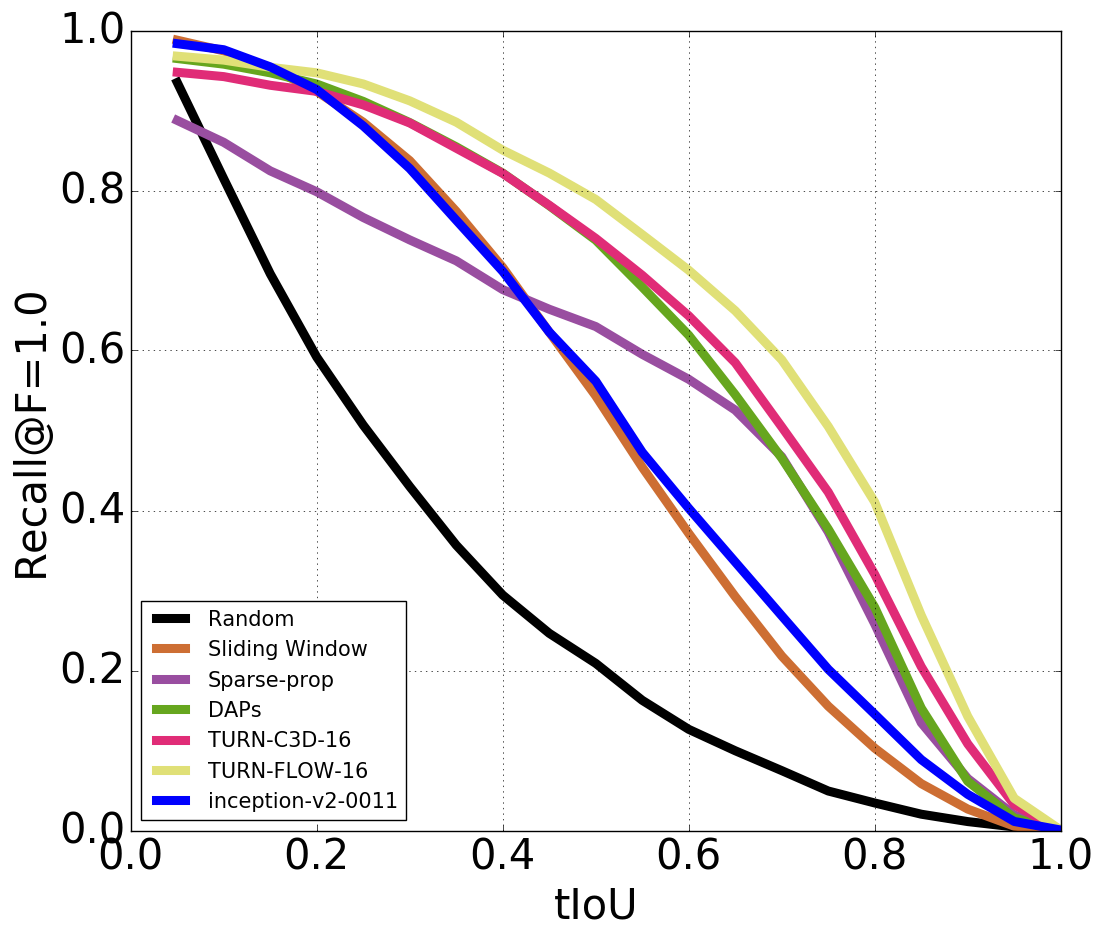 1.0
0.8
0.6
0.4
0.2
0.0
Recall@F=1.0
Random
Sliding Window
Sparse-prop
DAPs
TURN-C3D-16
TURN-FLOW-16
inception-v2-0011
0.0 0.2 0.4 0.6 0.8 1.0
tIoU